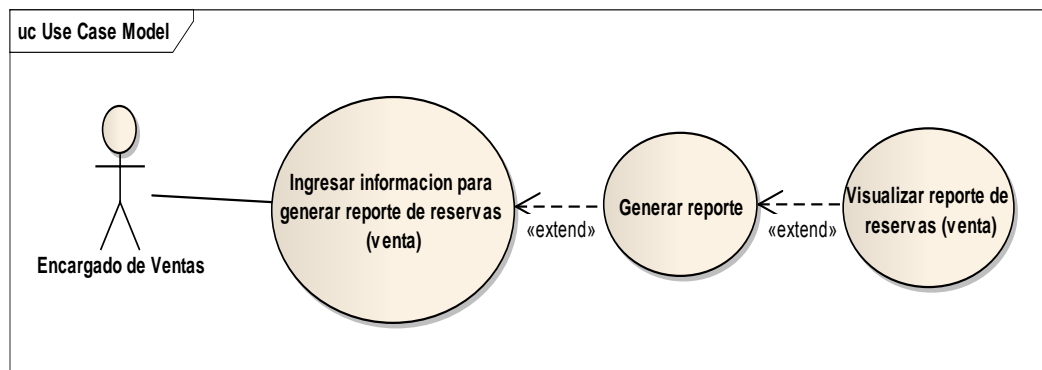 uc Use Case Model
Ingresar informacion para
generar reporte de reservas
(venta)
Generar reporte
Visualizar reporte de
reservas (venta)
«extend»
«extend»
Encargado de Ventas